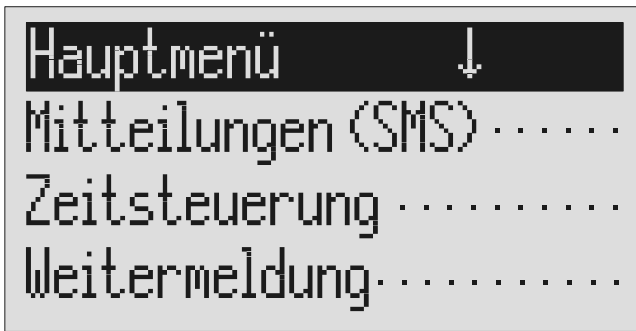 Hauptmenü ↓
Mitteilungen (SMS) ······
Zeitsteuerung ··········
Weitermeldung ···········